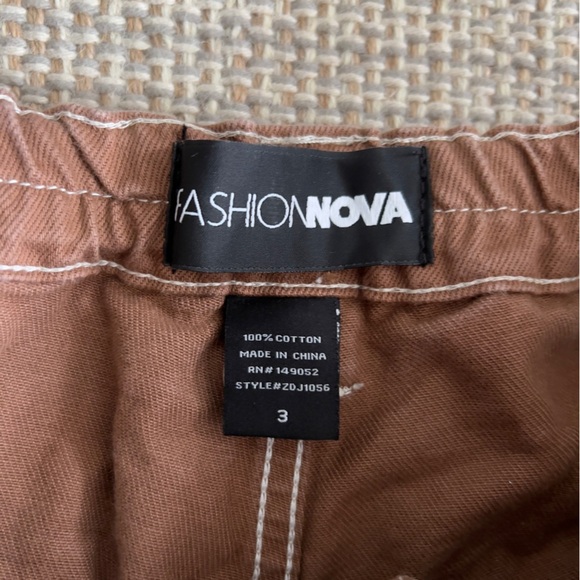 FASHIONNOVA
100% COTTON
MADE IN CHINA
RN# 149052
STYLE#ZDJ1056
3